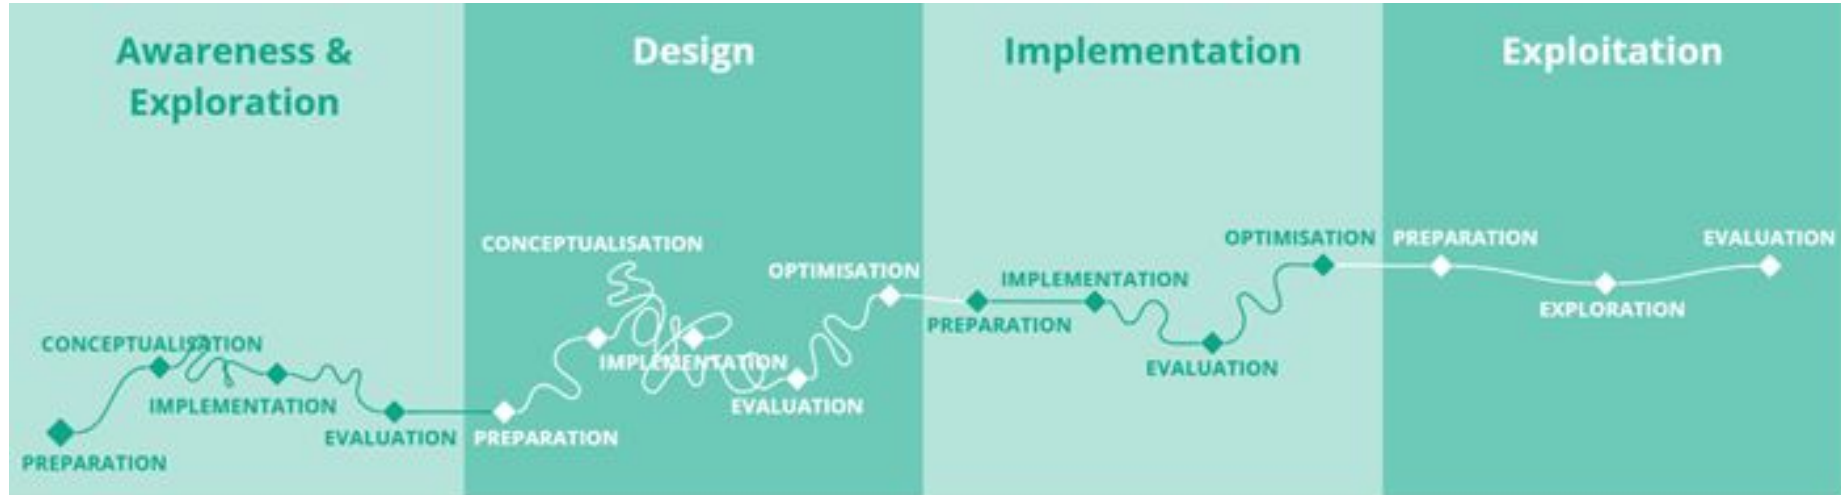 Awareness &
Exploration
CONCEPTUALISATION
IMPLEMENTATION
EVALUATION
PREPARATION
Design
CONCEPTUALISATION
OPTIMISATION
IMPLEMENTATION
EVALUATION
PREPARATION
Implementation
OPTIMISATION
IMPLEMENTATION
PREPARATION
EVALUATION
Exploitation
PREPARATION
EVALUATION
EXPLORATION